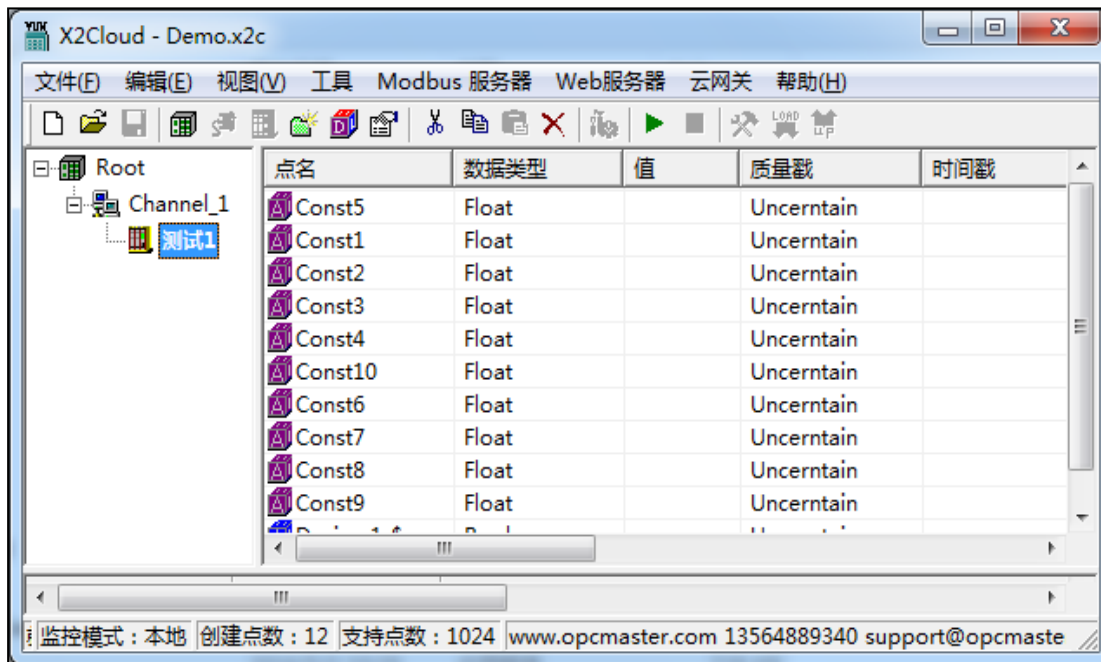 X2Cloud - Demo.x2c
文件(F) 编辑(E) 视图(V) 工具 Modbus 服务器 Web服务器 云网关 帮助(H)
Root
Channel_1
测试1
点名 数据类型 值 质量戳 时间戳
Const5 Float Uncerntain
Const1 Float Uncerntain
Const2 Float Uncerntain
Const3 Float Uncerntain
Const4 Float Uncerntain
Const10 Float Uncerntain
Const6 Float Uncerntain
Const7 Float Uncerntain
Const8 Float Uncerntain
Const9 Float Uncerntain
监控模式：本地 创建点数：12 支持点数：1024 www.opcmaster.com 13564889340 support@opcmaste